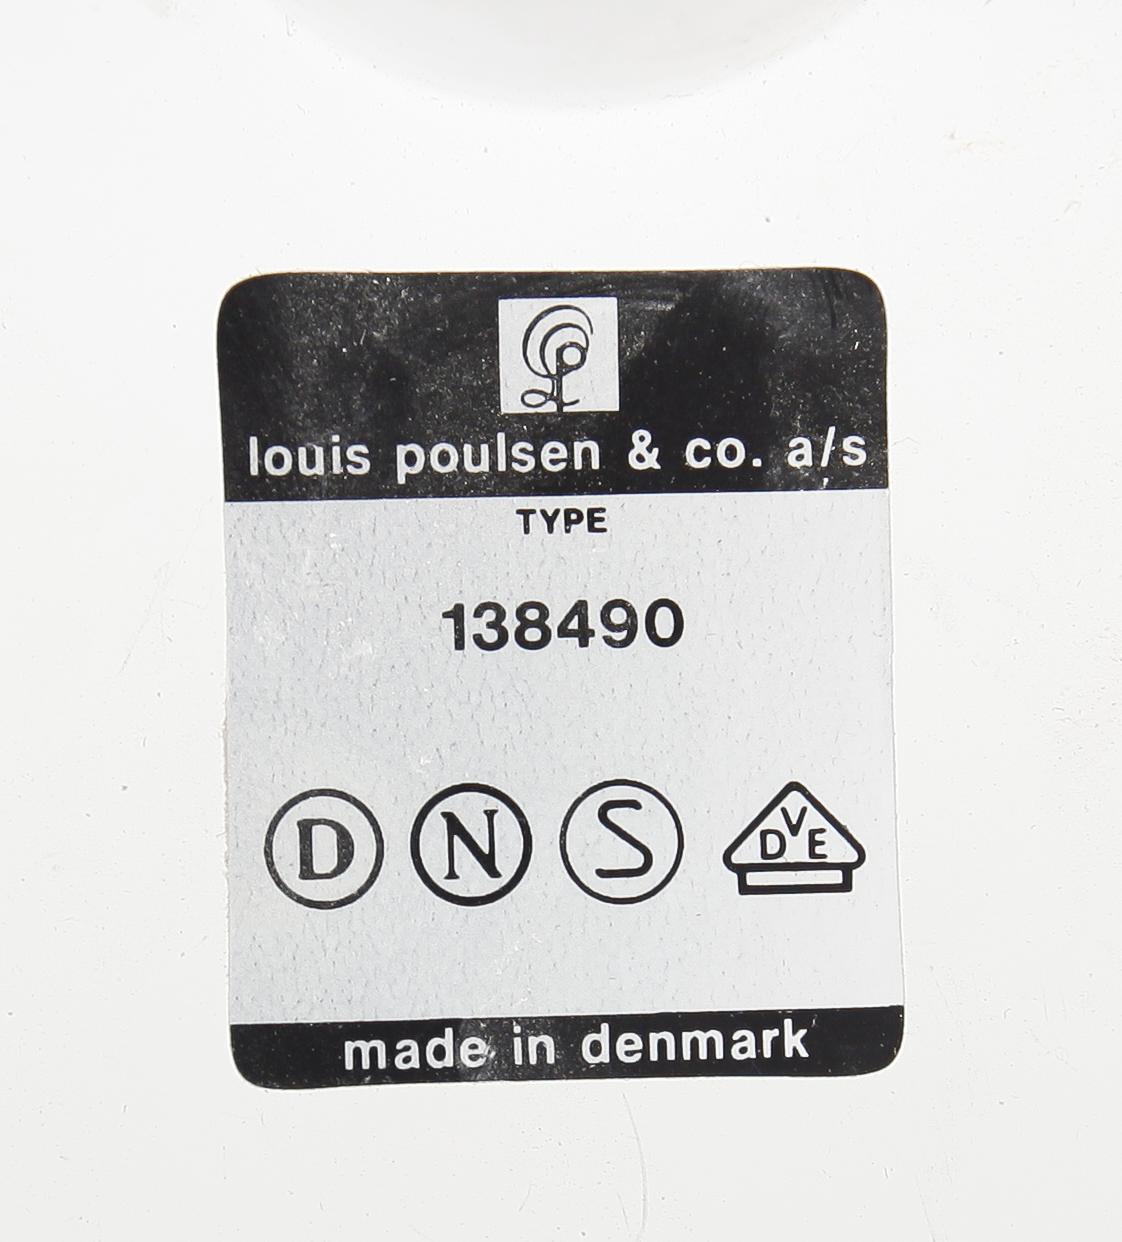 louis poulsen & co. a/s
TYPE
138490
D N S DVE
made in denmark